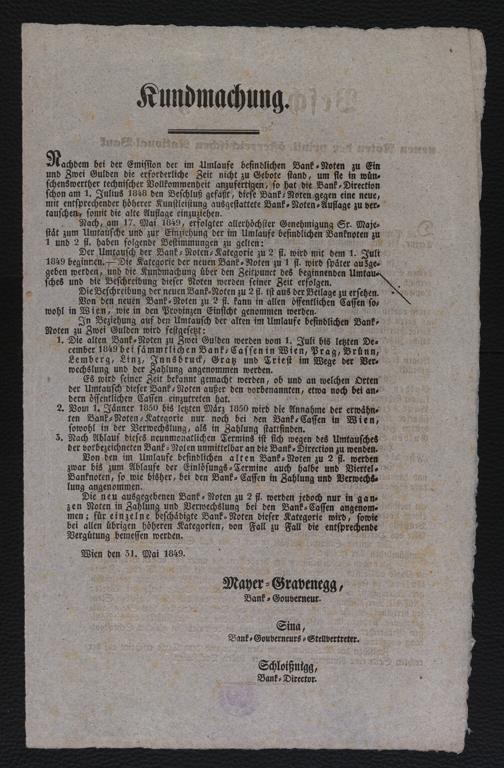 Kundmachung.
Nachdem bei der Emission der im Umlaufe befindlichen Bank-Noten zu Ein
und Zwei Gulden die erforderliche Zeit nicht zu Gebote stand, um sie in wün-
schenswerther technischer Vollkommenheit anzufertigen, so hat die Bank-Direction
schon am 1. Julius 1848 den Beschluß gefaßt, diese Bank-Noten gegen eine neue,
mit entsprechender höherer Kunstleistung ausgestattete Bank-Noten-Auflage zu ver-
tauschen, somit die alte Auflage einzuziehen.
Nach, am 17. Mai 1849, erfolgter allerhöchster Genehmigung Sr. Maje-
stät zum Umtausche und zur Einziehung der im Umlaufe befindlichen Banknoten zu
1 und 2 fl. haben folgende Bestimmungen zu gelten:
Der Umtausch der Bank-Noten-Kategorie zu 2 fl. wird mit dem 1. Juli
1849 beginnen. — Die Kategorie der neuen Bank-Noten zu 1 fl. wird später ausge-
geben werden, und die Kundmachung über den Zeitpunct des beginnenden Umtau-
sches und die Beschreibung dieser Noten werden seiner Zeit erfolgen.
Die Beschreibung der neuen Bank-Noten zu 2 fl. ist aus der Beilage zu ersehen.
Von den neuen Bank-Noten zu 2 fl. kann in allen öffentlichen Cassen so-
wohl in Wien, wie in den Provinzen Einsicht genommen werden.
In Beziehung auf den Umtausch der alten im Umlaufe befindlichen Bank-
Noten zu Zwei Gulden wird festgesetzt:
1. Die alten Bank-Noten zu Zwei Gulden werden vom 1. Juli bis letzten De-
cember 1849 bei sämmtlichen Bank-Cassen in Wien, Prag, Brünn,
Lemberg, Linz, Innsbruck, Gratz und Triest im Wege der Ver-
wechslung und der Zahlung angenommen werden.
Es wird seiner Zeit bekannt gemacht werden, ob und an welchen Orten
der Umtausch dieser Bank-Noten außer den vorbenannten, etwa noch bei an-
dern öffentlichen Cassen einzutreten hat.
2. Vom 1. Jänner 1850 bis letzten März 1850 wird die Annahme der erwähn-
ten Bank-Noten, Kategorie nur noch bei den Bank-Cassen in Wien,
sowohl in der Verwechslung, als in Zahlung stattfinden.
3. Nach Ablauf dieses neunmonatlichen Termins ist sich wegen des Umtausches
der vorbezeichneten Bank-Noten unmittelbar an die Bank-Direction zu wenden.
Von den im Umlaufe befindlichen alten Bank-Noten zu 2 fl. werden
zwar bis zum Ablaufe der Einlösungs-Termine auch halbe und Viertel-
Banknoten, so wie bisher, bei den Bank-Cassen in Zahlung und Verwechs-
lung angenommen.
Die neu ausgegebenen Bank-Noten zu 2 fl. werden jedoch nur in gan-
zen Noten in Zahlung und Verwechslung bei den Bank-Cassen angenom-
men; für einzelne beschädigte Bank-Noten dieser Kategorie wird, sowie
bei allen übrigen höheren Kategorien, von Fall zu Fall die entsprechende
Vergütung bemessen werden.
Wien den 31. Mai 1849.
Mayer-Gravenegg,
Bank-Gouverneur.
Sina,
Bank-Gouverneurs-Stellvertreter.
Schloißnigg,
Bank-Director.